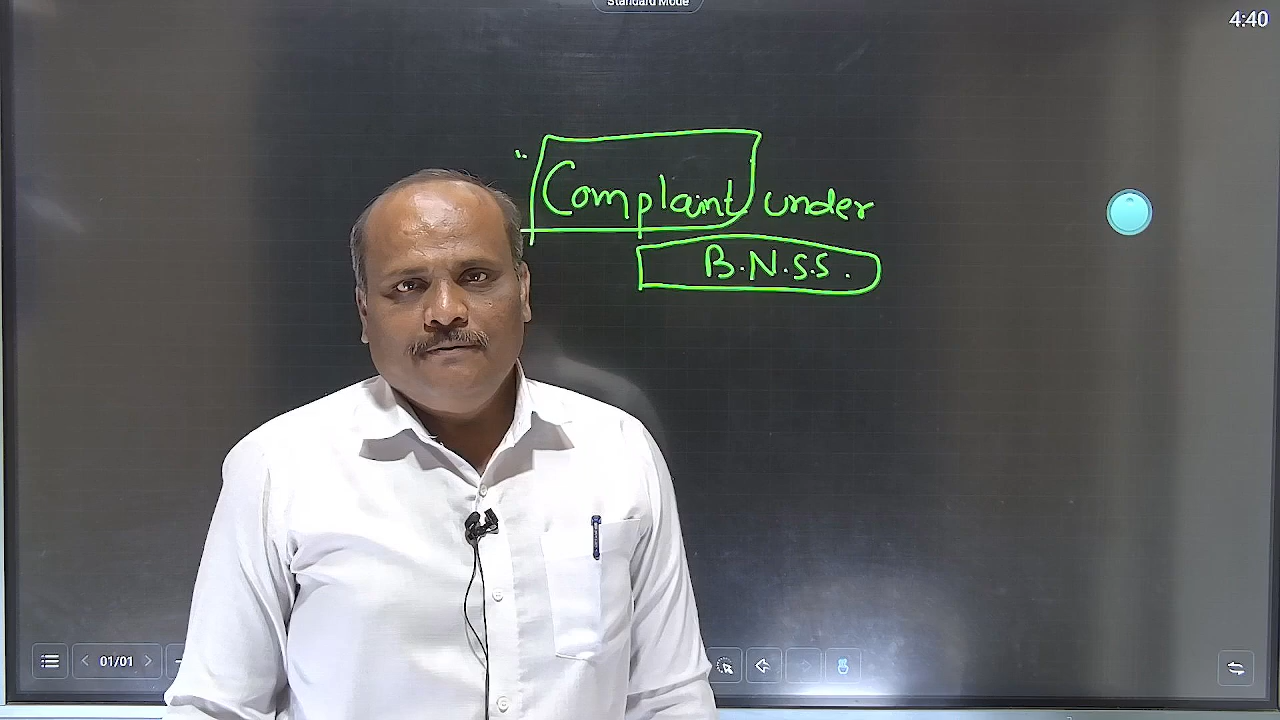 Standard Mode
4:40
" Complaint under
B.N.S.S.
01/01